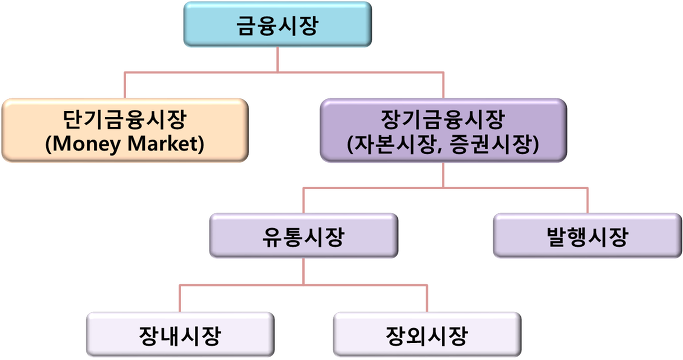 금융시장
단기금융시장
(Money Market)
장기금융시장
(자본시장, 증권시장)
유통시장
발행시장
장내시장
장외시장